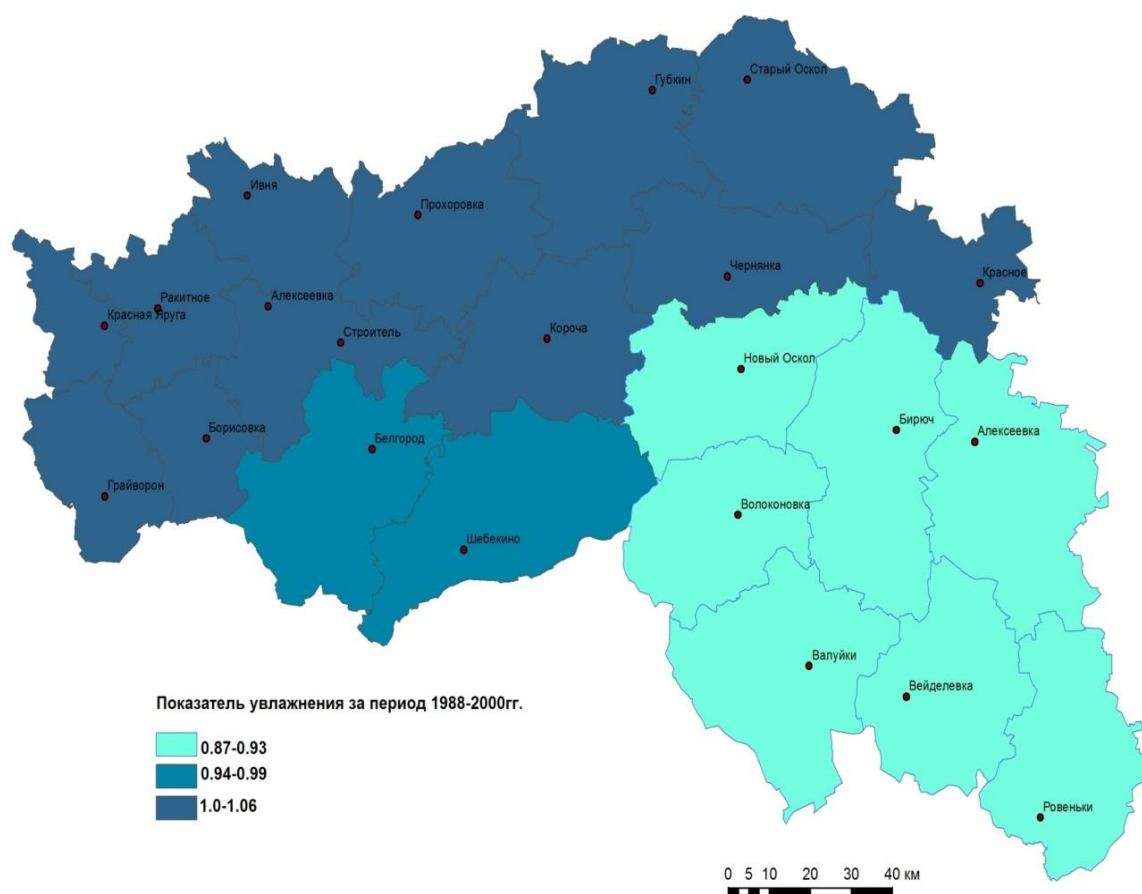 Губкин
Старый Оскол
Ивня
Прохоровка
Чернянка
Красное
Ракитное
Алексеевка
Красная Яруга
Строитель
Короча
Новый Оскол
Борисовка
Белгород
Бирюч
Алексеевка
Грайворон
Волоконовка
Шебекино
Валуйки
Вейделевка
Ровеньки
Показатель увлажнения за период 1988-2000гг.
0.87-0.93
0.94-0.99
1.0-1.06
0 5 10 20 30 40 км